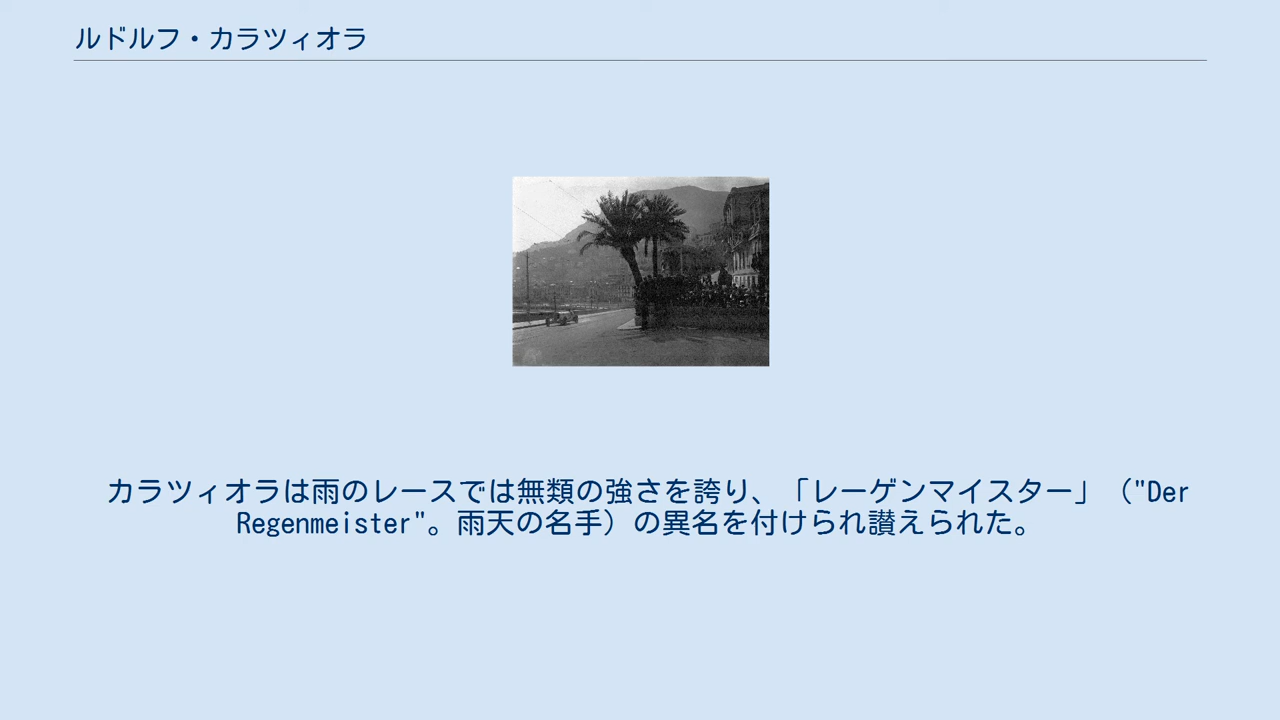 ルドルフ・カラツィオラ
カラツィオラは雨のレースでは無類の強さを誇り、「レーゲンマイスター」（"Der
Regenmeister"。雨天の名手）の異名を付けられ讃えられた。